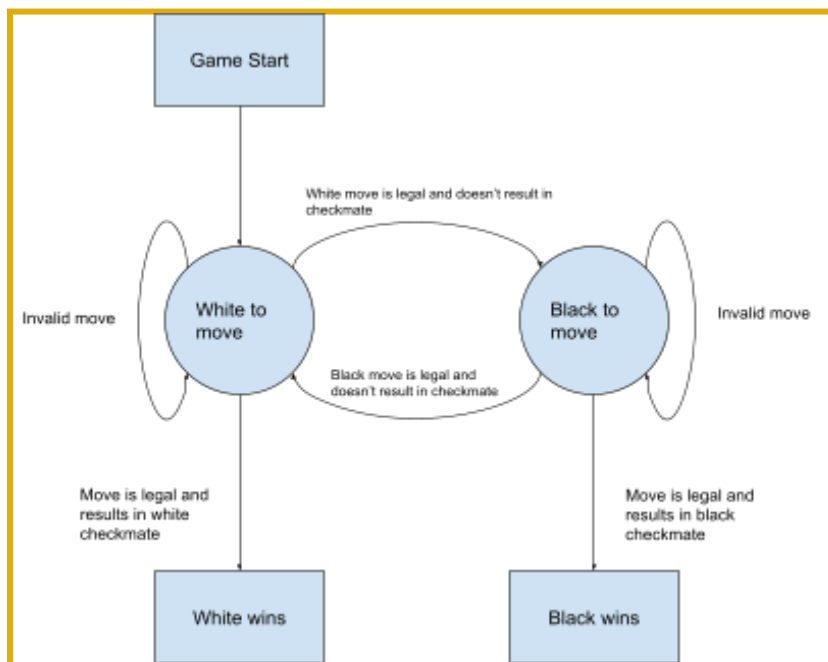 Game Start
White move is legal and doesn't result in
checkmate
Invalid move
White to
move
Black to
move
Invalid move
Black move is legal and
doesn't result in checkmate
Move is legal and
results in white
checkmate
Move is legal and
results in black
checkmate
White wins
Black wins